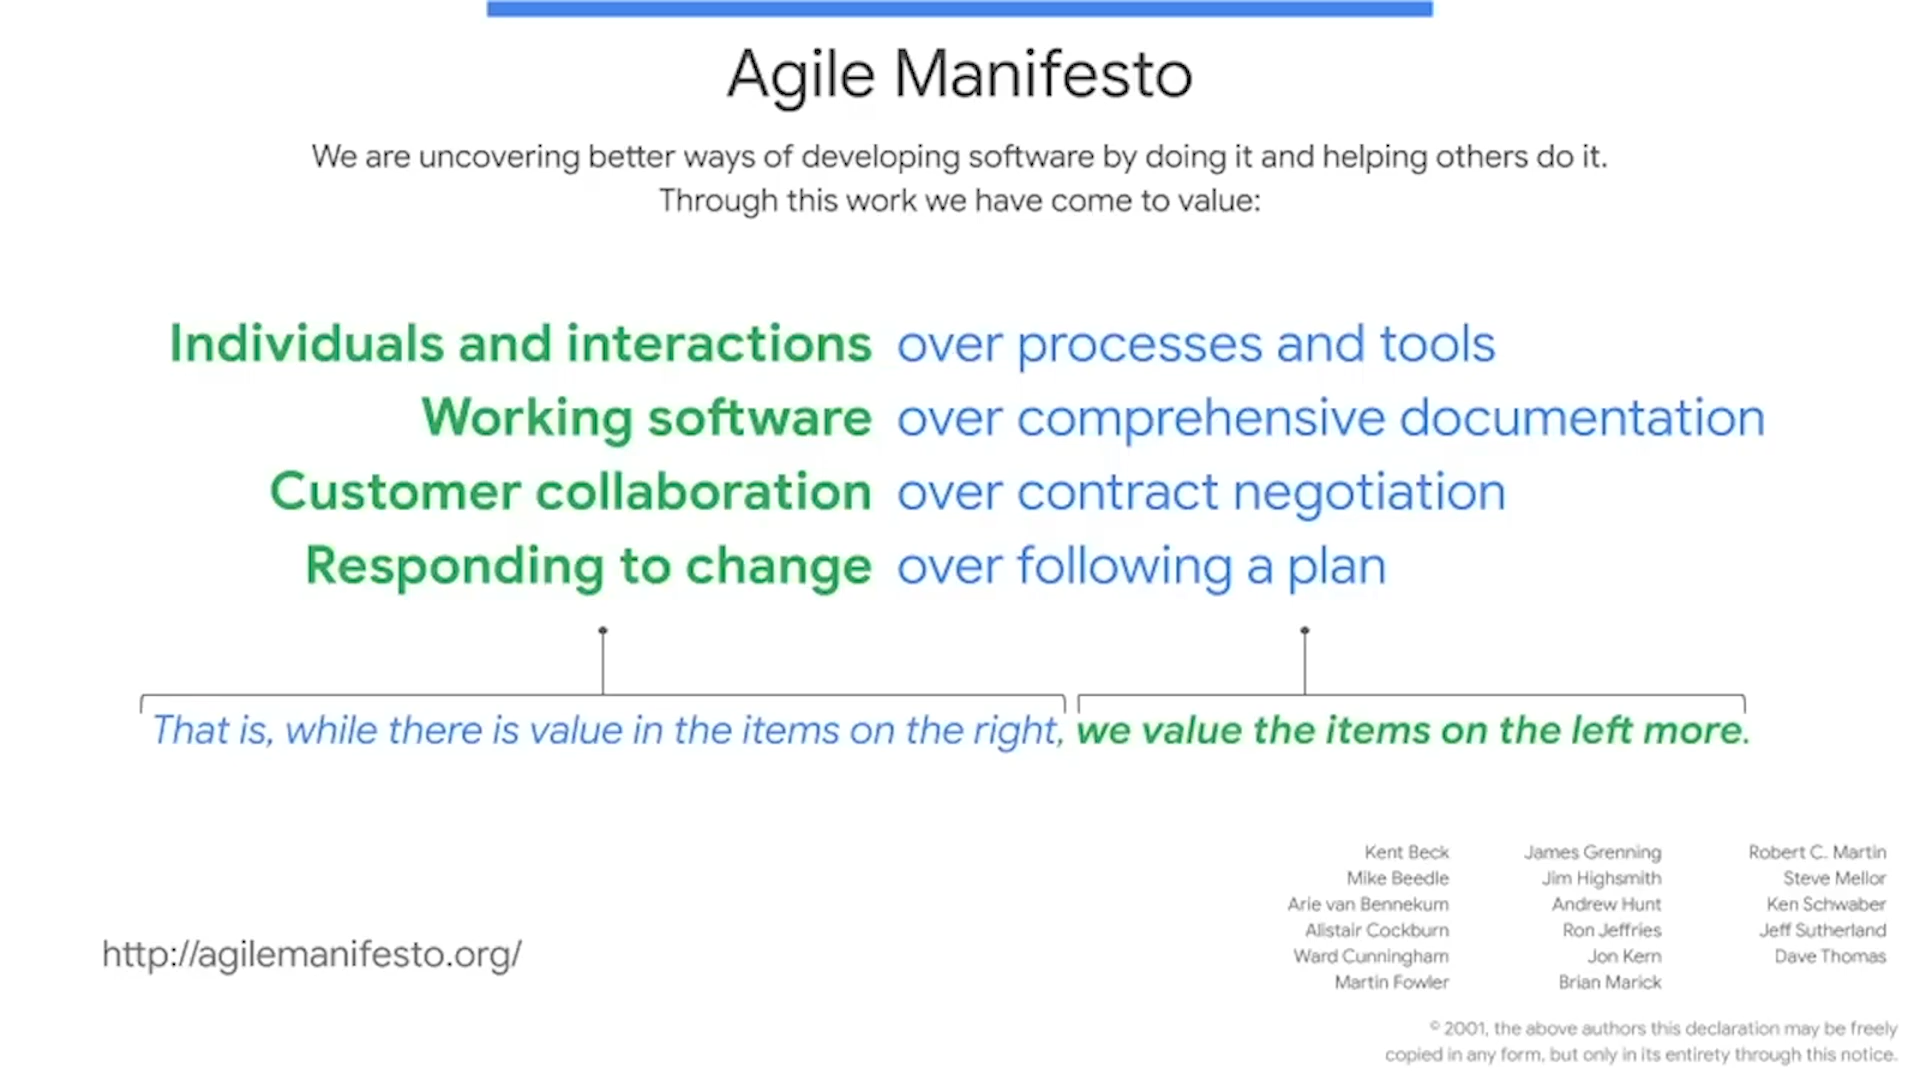 Agile Manifesto
We are uncovering better ways of developing software by doing it and helping others do it.
Through this work we have come to value:
Individuals and interactions over processes and tools
Working software over comprehensive documentation
Customer collaboration over contract negotiation
Responding to change over following a plan
That is, while there is value in the items on the right, we value the items on the left more.
http://agilemanifesto.org/
Kent Beck
Mike Beedle
Arie van Bennekum
Alistair Cockburn
Ward Cunningham
Martin Fowler
James Grenning
Jim Highsmith
Andrew Hunt
Ron Jeffries
Jon Kern
Brian Marick
Robert C. Martin
Steve Mellor
Ken Schwaber
Jeff Sutherland
Dave Thomas
© 2001, the above authors this declaration may be freely
copied in any form, but only in its entirety through this notice.